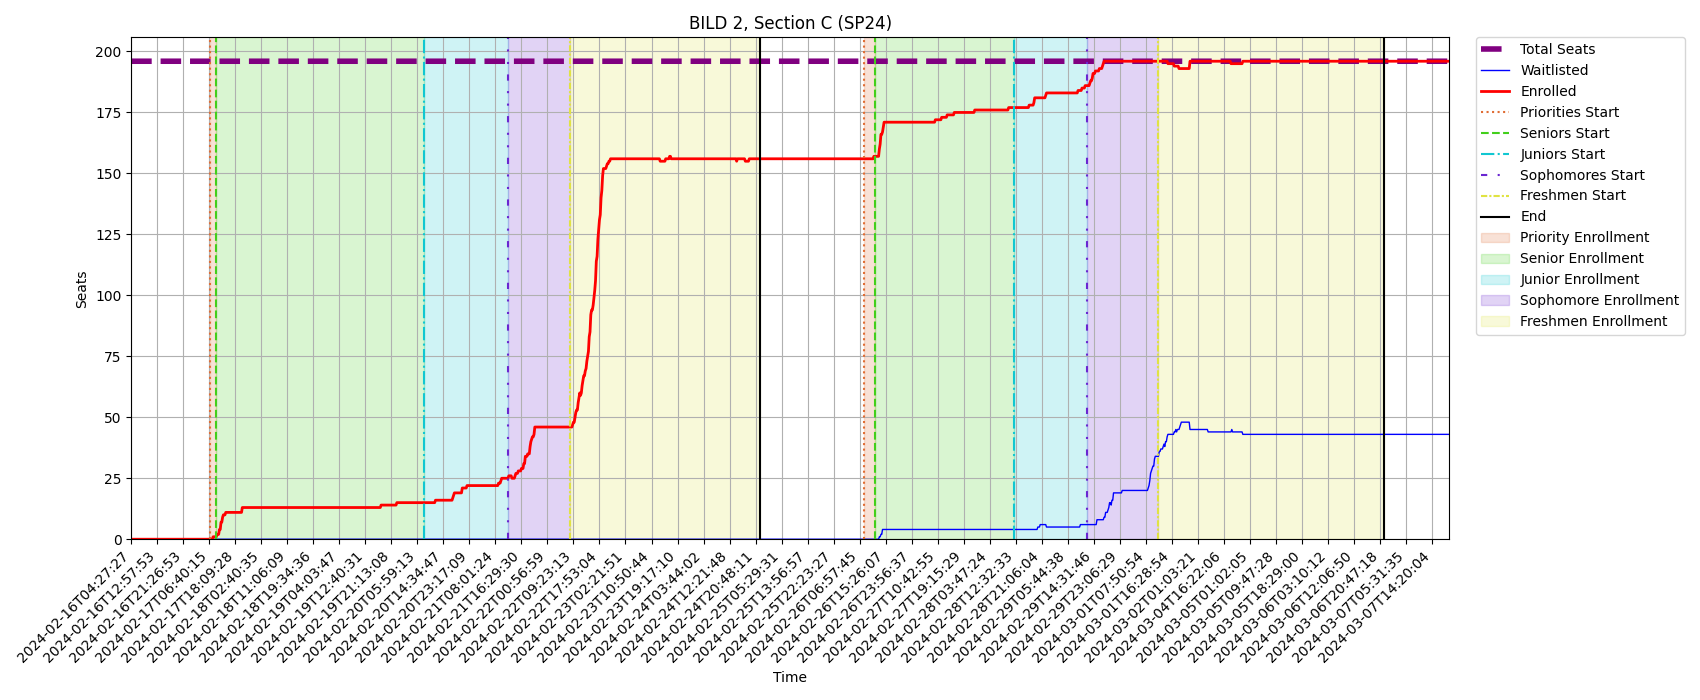 BILD 2, Section C (SP24)
Seats
200
175
150
125
100
75
50
25
0
2024-02-16T04:27:27
2024-02-16T12:57:53
2024-02-16T21:26:53
2024-02-17T06:40:15
2024-02-17T18:09:28
2024-02-18T02:40:35
2024-02-18T11:06:09
2024-02-18T19:34:36
2024-02-19T04:03:47
2024-02-19T12:40:31
2024-02-19T21:13:08
2024-02-20T05:59:13
2024-02-20T14:34:47
2024-02-20T23:17:09
2024-02-21T08:01:24
2024-02-21T16:29:30
2024-02-22T00:56:59
2024-02-22T09:23:13
2024-02-22T17:53:04
2024-02-23T02:21:51
2024-02-23T10:50:44
2024-02-23T19:17:10
2024-02-24T03:44:02
2024-02-24T12:21:48
2024-02-24T20:48:11
2024-02-25T05:29:31
2024-02-25T13:56:57
2024-02-25T22:23:27
2024-02-26T06:57:45
2024-02-26T15:26:07
2024-02-26T23:56:37
2024-02-27T10:42:55
2024-02-27T19:15:29
2024-02-28T03:47:24
2024-02-28T12:32:33
2024-02-28T21:06:04
2024-02-29T05:44:38
2024-02-29T14:31:46
2024-02-29T23:06:29
2024-03-01T07:50:54
2024-03-01T16:28:54
2024-03-02T01:03:21
2024-03-04T16:22:06
2024-03-05T01:02:05
2024-03-05T09:47:28
2024-03-05T18:29:00
2024-03-06T03:10:12
2024-03-06T12:06:50
2024-03-06T20:47:18
2024-03-07T05:31:35
2024-03-07T14:20:04
Time
Total Seats
Waitlisted
Enrolled
Priorities Start
Seniors Start
Juniors Start
Sophomores Start
Freshmen Start
End
Priority Enrollment
Senior Enrollment
Junior Enrollment
Sophomore Enrollment
Freshmen Enrollment